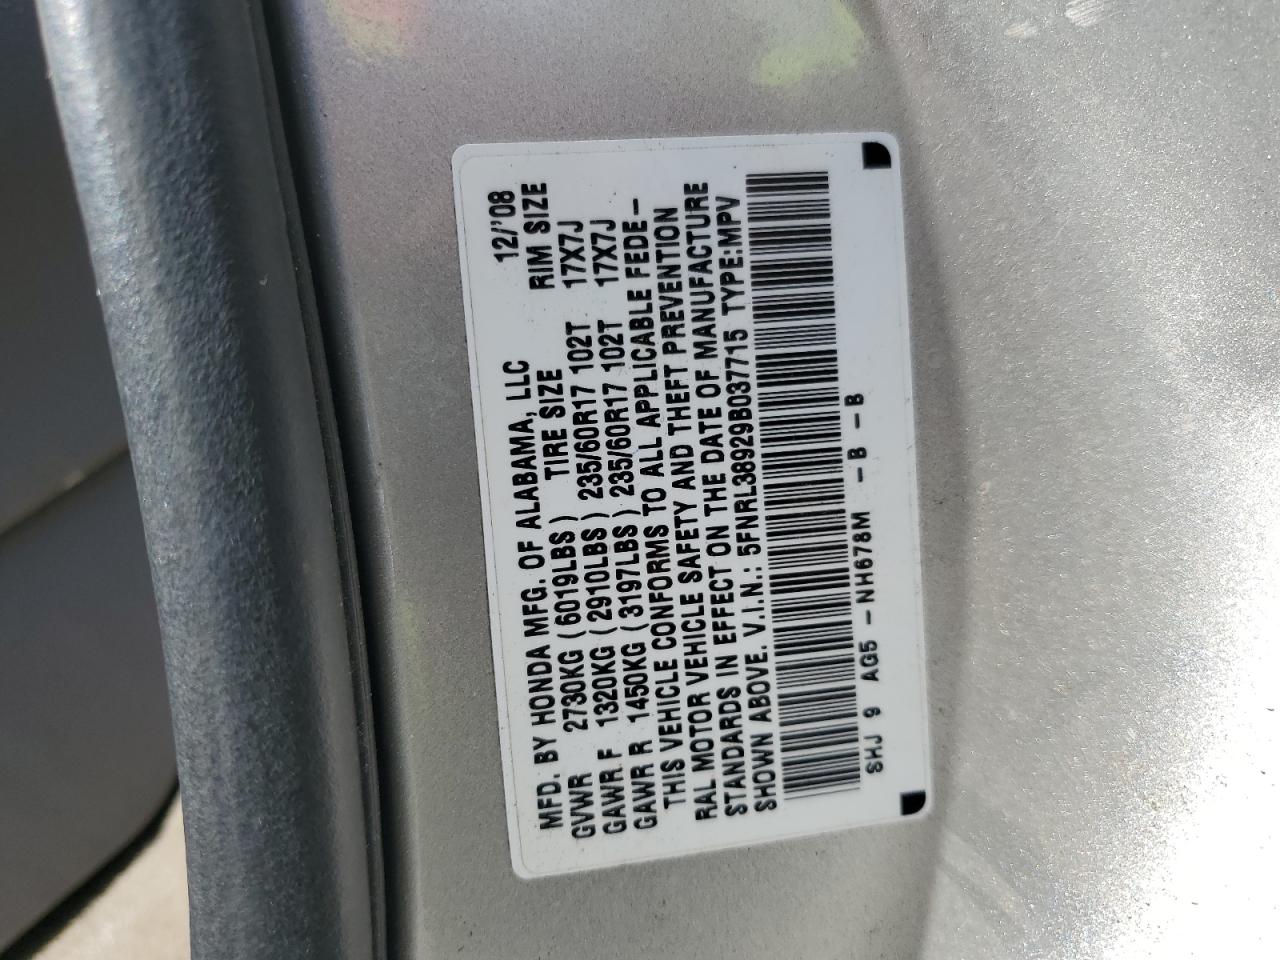 MFD. BY HONDA MFG. OF ALABAMA, LLC 12/'08
TIRE SIZE RIM SIZE
GVWR 2730KG (6019LBS)
GAWR F 1320KG (2910LBS) 235/60R17 102T 17X7J
GAWR R 1450KG (3197LBS) 235/60R17 102T 17X7J
THIS VEHICLE CONFORMS TO ALL APPLICABLE FEDE-
RAL MOTOR VEHICLE SAFETY AND THEFT PREVENTION
STANDARDS IN EFFECT ON THE DATE OF MANUFACTURE
SHOWN ABOVE. V.I.N.: 5FNRL38929B037715 TYPE:MPV
SHJ 9 AG5 - NH678M - B - B